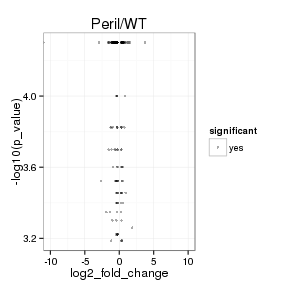 Peril/WT
-log10(p_value)
4.0
3.6
3.2
-10 -5 0 5 10
log2_fold_change
significant
yes